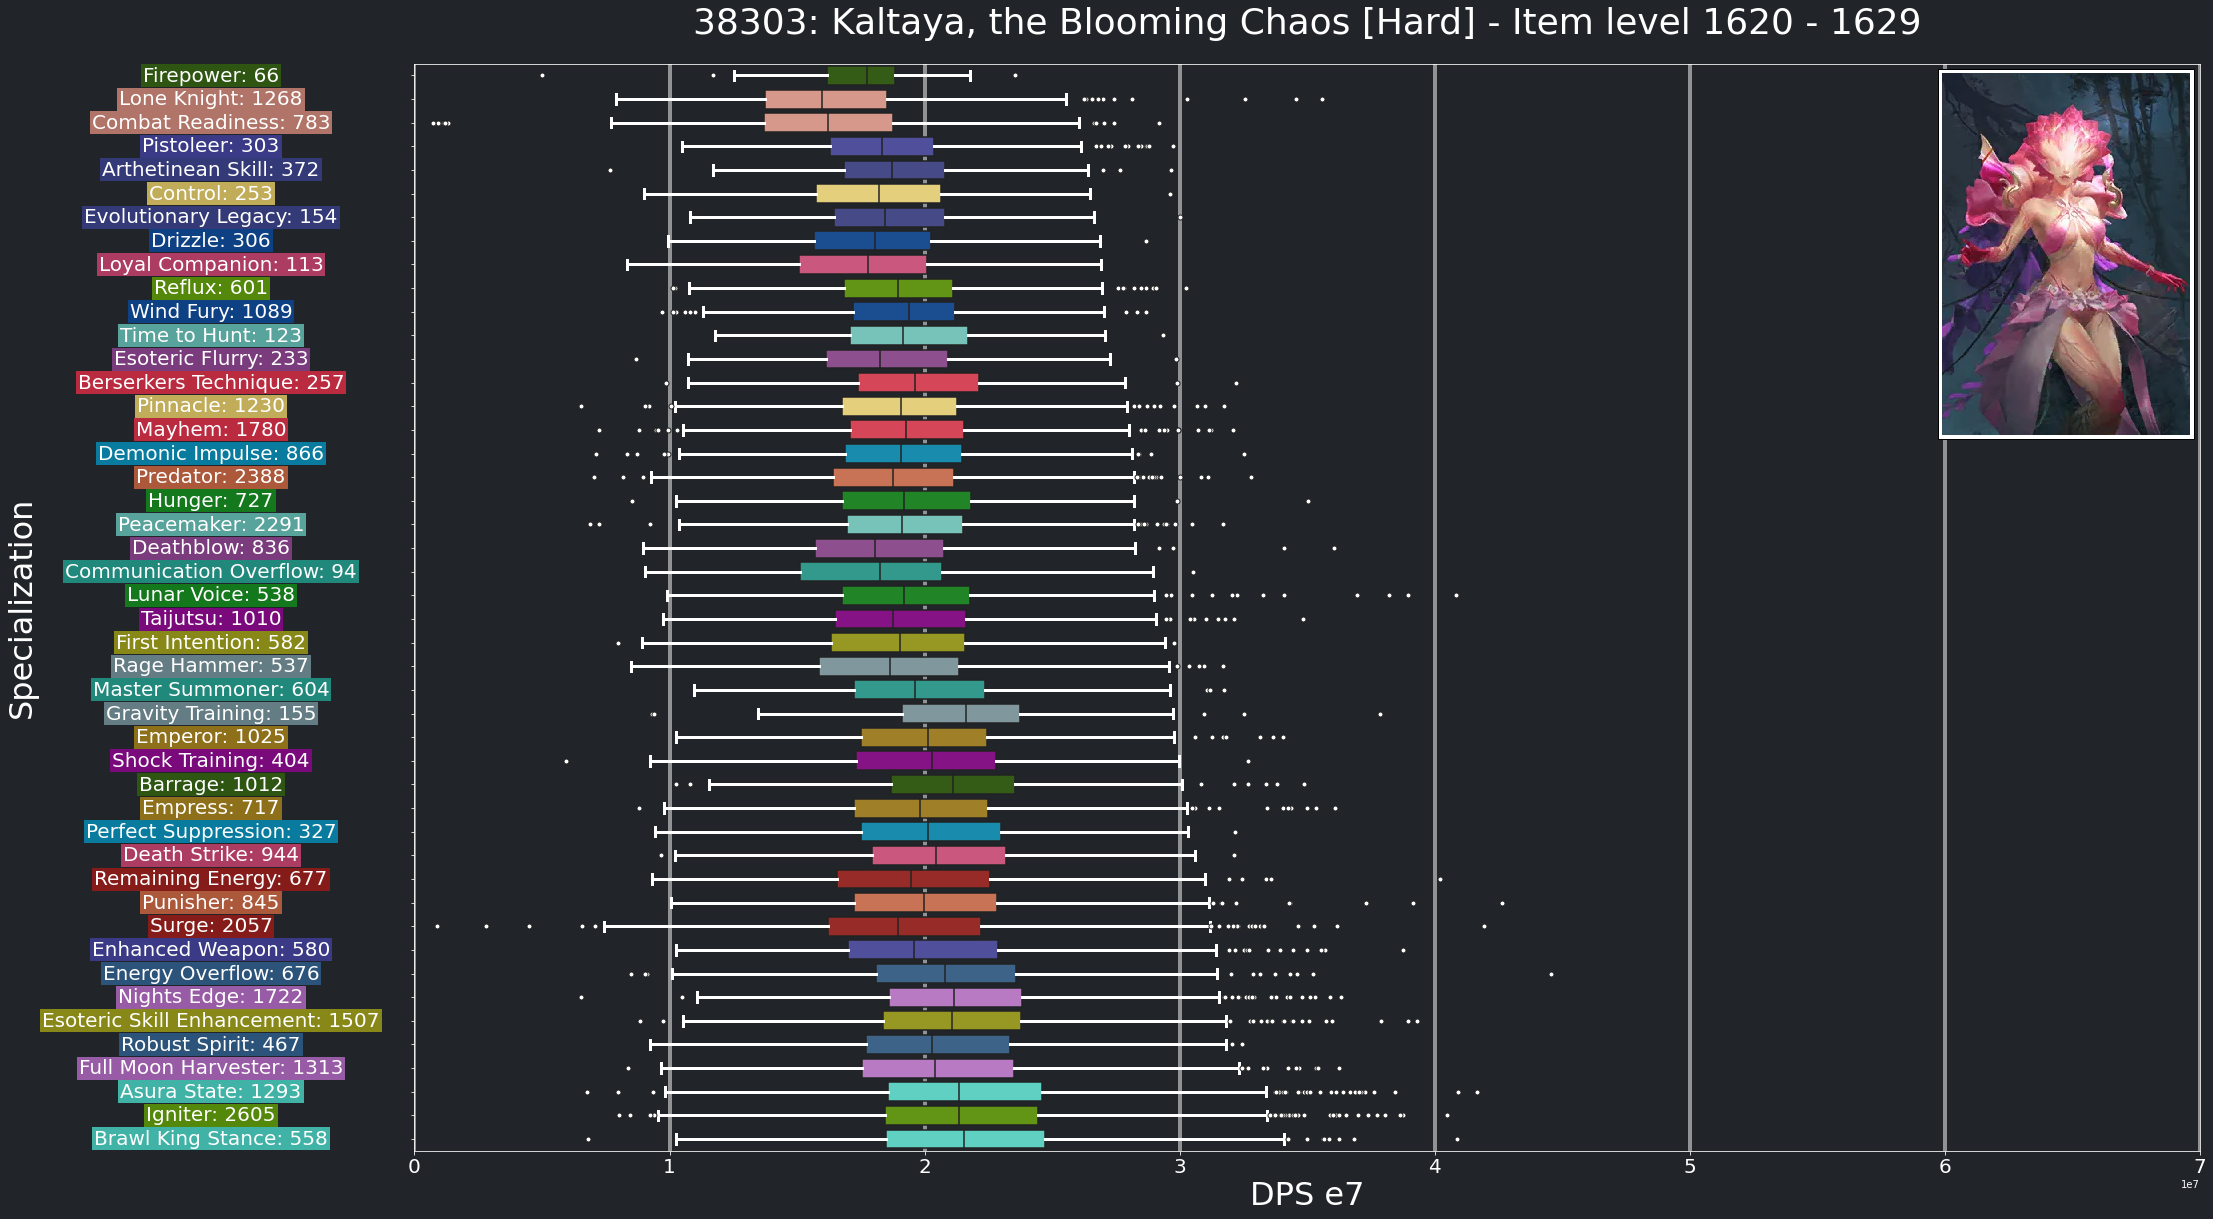 38303: Kaltaya, the Blooming Chaos [Hard] - Item level 1620 - 1629
Specialization
Firepower: 66
Lone Knight: 1268
Combat Readiness: 783
Pistoleer: 303
Arthetinean Skill: 372
Control: 253
Evolutionary Legacy: 154
Drizzle: 306
Loyal Companion: 113
Reflux: 601
Wind Fury: 1089
Time to Hunt: 123
Esoteric Flurry: 233
Berserkers Technique: 257
Pinnacle: 1230
Mayhem: 1780
Demonic Impulse: 866
Predator: 2388
Hunger: 727
Peacemaker: 2291
Deathblow: 836
Communication Overflow: 94
Lunar Voice: 538
Taijutsu: 1010
First Intention: 582
Rage Hammer: 537
Master Summoner: 604
Gravity Training: 155
Emperor: 1025
Shock Training: 404
Barrage: 1012
Empress: 717
Perfect Suppression: 327
Death Strike: 944
Remaining Energy: 677
Punisher: 845
Surge: 2057
Enhanced Weapon: 580
Energy Overflow: 676
Nights Edge: 1722
Esoteric Skill Enhancement: 1507
Robust Spirit: 467
Full Moon Harvester: 1313
Asura State: 1293
Igniter: 2605
Brawl King Stance: 558
0 1 2 3 4 5 6 7
1e7
DPS e7